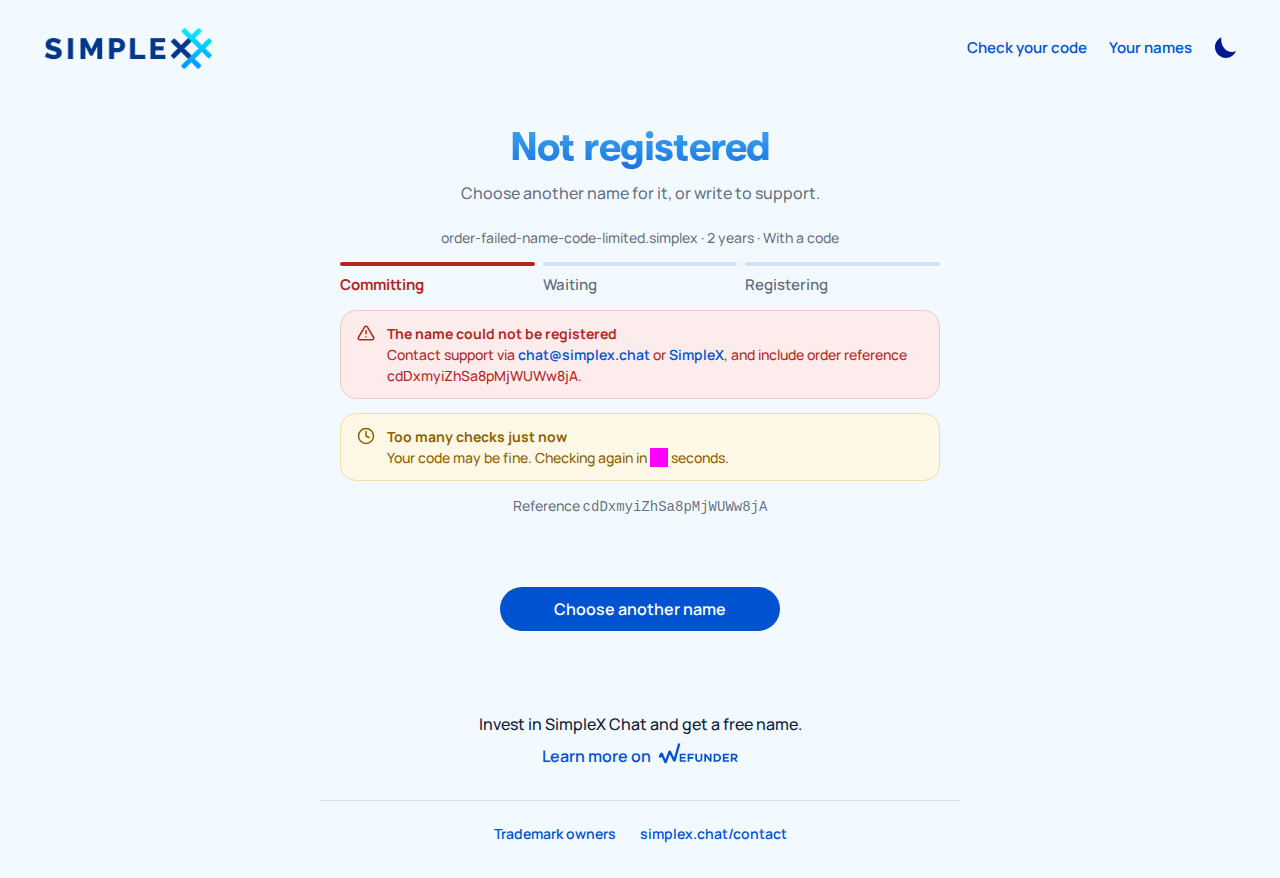 SIMPLEX
Check your code
Your names
Not registered
Choose another name for it, or write to support.
order-failed-name-code-limited.simplex · 2 years · With a code
Committing
Waiting
Registering
The name could not be registered
Contact support via chat@simplex.chat or SimpleX, and include order reference
cdDxmyiZhSa8pMjWUWw8jA.
Too many checks just now
Your code may be fine. Checking again in seconds.
Reference cdDxmyiZhSa8pMjWUWw8jA
Choose another name
Invest in SimpleX Chat and get a free name.
Learn more on WEFUNDER
Trademark owners
simplex.chat/contact